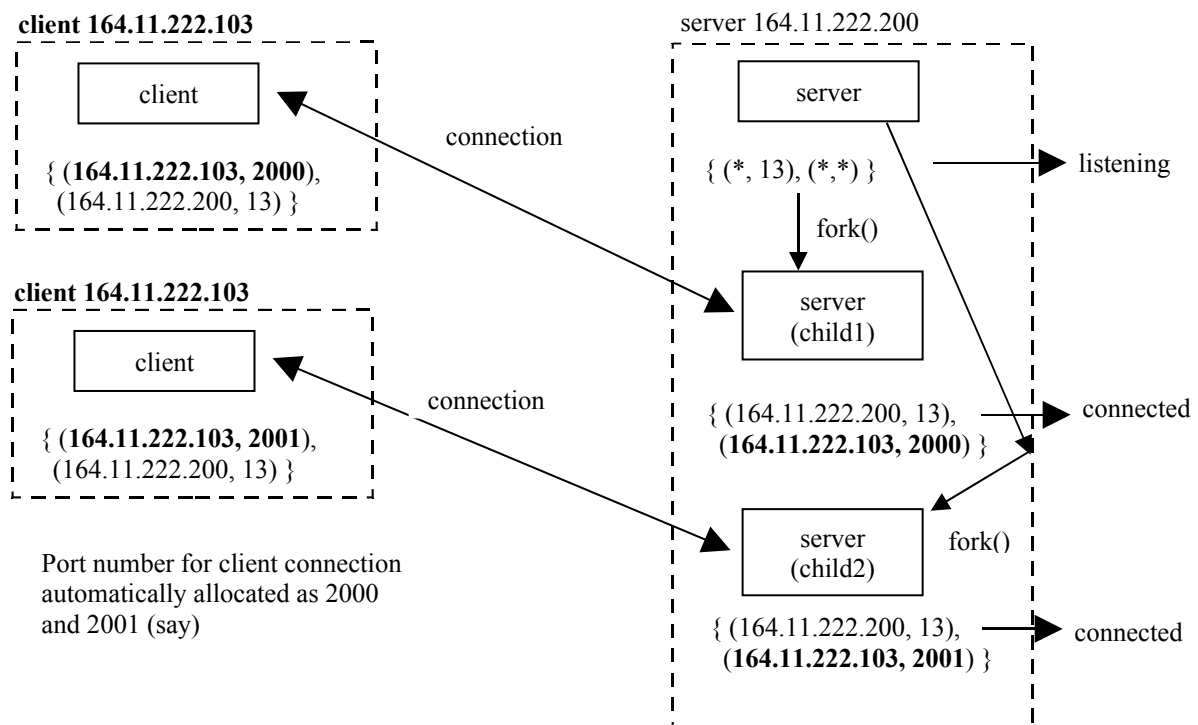 client 164.11.222.103
client
{ (164.11.222.103, 2000),
(164.11.222.200, 13) }
connection
client 164.11.222.103
client
{ (164.11.222.103, 2001),
(164.11.222.200, 13) }
connection
Port number for client connection
automatically allocated as 2000
and 2001 (say)
server 164.11.222.200
server
{ (*, 13), (*,*) }
listening
fork()
server
(child1)
{ (164.11.222.200, 13),
(164.11.222.103, 2000) }
connected
server
(child2)
fork()
{ (164.11.222.200, 13),
(164.11.222.103, 2001) }
connected